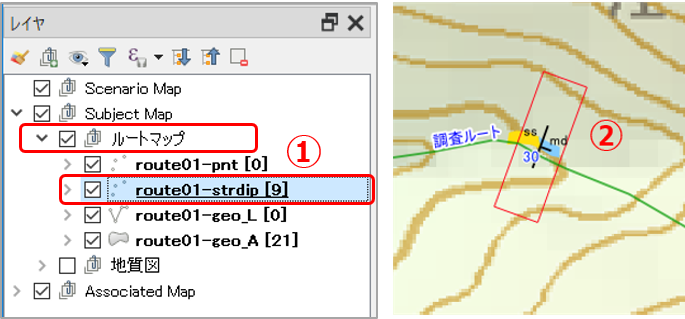 レイヤ
Scenario Map
Subject Map
ルートマップ
①
route01-pnt [0]
route01-strdip [9]
route01-geo_L [0]
route01-geo_A [21]
地質図
Associated Map
調査ルート
ss
md
30
②